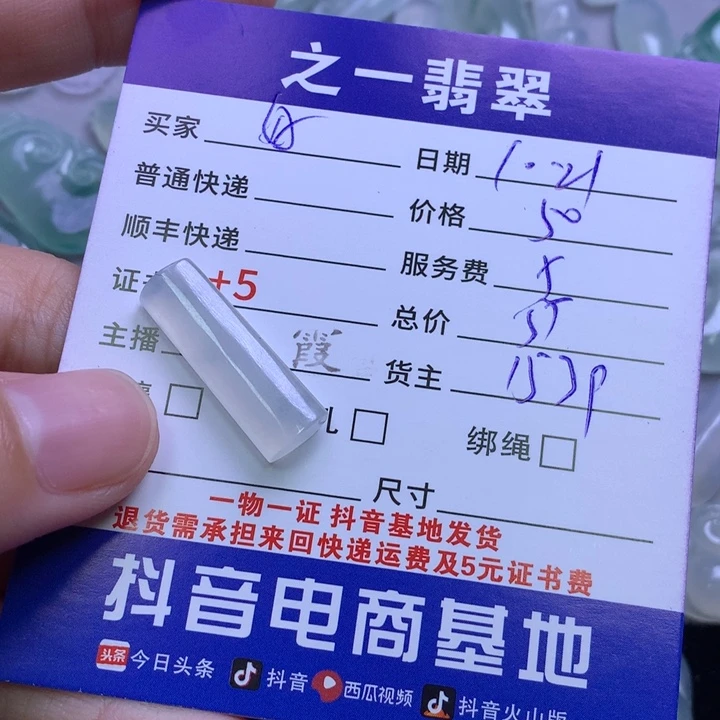 之一翡翠
买家 日期 10.21
普通快递 价格 50
顺丰快递 服务费 5
证 +5 总价 55
主播 霞 货主
绑绳
尺寸
一物一证 抖音基地发货
退货需承担来回快递运费及5元证书费
抖音电商基地
头条 今日头条 抖音 西瓜视频 抖音火山版